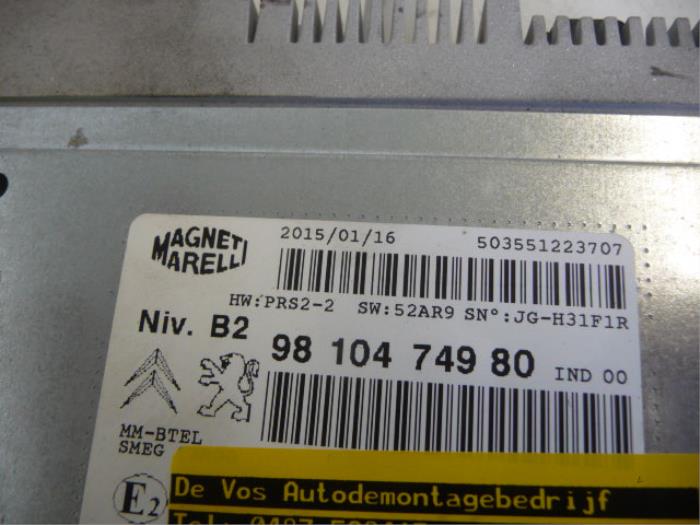 MAGNETI MARELLI
2015/01/16 503551223707
HW:PRS2-2 SW:52AR9 SN°:JG-H31F1R
Niv. B2
98 104 749 80 IND 00
MM-BTEL
SMEG
E2
De Vos Autodemontagebedrijf